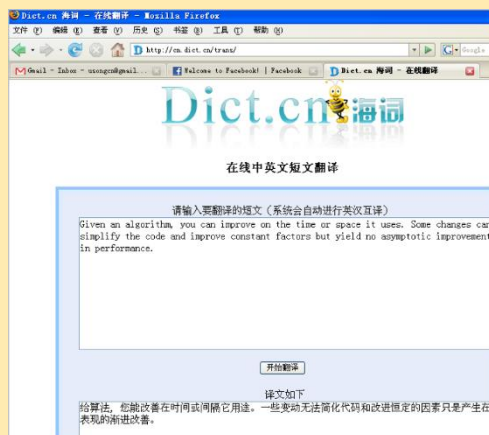 Dict.cn 海词 - 在线翻译 - Mozilla Firefox
文件 (F) 编辑 (E) 查看 (V) 历史 (S) 书签 (B) 工具 (T) 帮助 (H)
http://cn.dict.cn/trans/
G Google
Gmail - Inbox - uxongcn@gmail... Welcome to Facebook! | Facebook Dict.cn 海词 - 在线翻译
Dict.cn 海词
在线中英文短文翻译
请输入要翻译的短文（系统会自动进行英汉互译）
Given an algorithm, you can improve on the time or space it uses. Some changes can
simplify the code and improve constant factors but yield no asymptotic improvement
in performance.
开始翻译
译文如下
给算法, 您能改善在时间或间隔它用途。一些变动无法简化代码和改进恒定的因素只是产生在
表现的渐进改善。